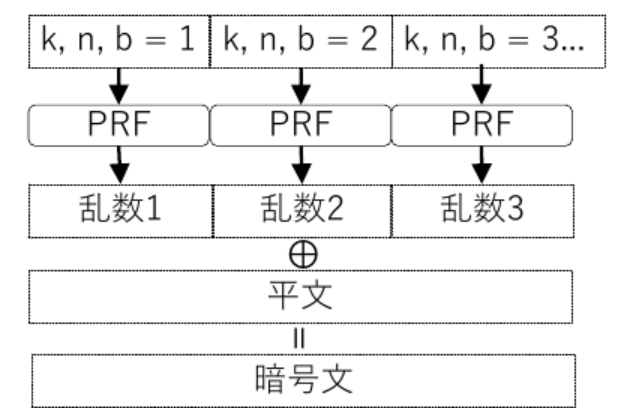 k, n, b = 1 k, n, b = 2 k, n, b = 3...
PRF PRF PRF
乱数1 乱数2 乱数3
⊕
平文
=
暗号文